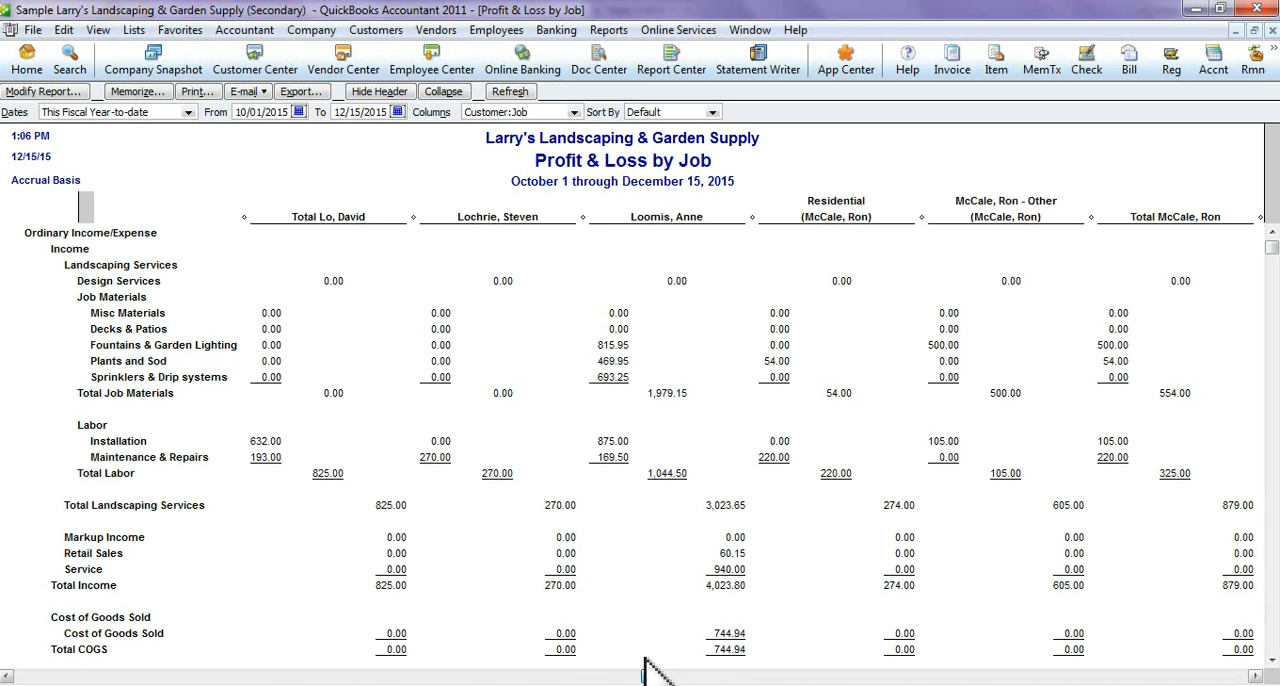 Sample Larry's Landscaping & Garden Supply (Secondary) - QuickBooks Accountant 2011 - [Profit & Loss by Job]
File Edit View Lists Favorites Accountant Company Customers Vendors Employees Banking Reports Online Services Window Help
Home Search Company Snapshot Customer Center Vendor Center Employee Center Online Banking Doc Center Report Center Statement Writer App Center Help Invoice Item MemTx Check Bill Reg Accnt Rmn
Modify Report... Memorize... Print... E-mail Export... Hide Header Collapse Refresh
Dates This Fiscal Year-to-date From 10/01/2015 To 12/15/2015 Columns Customer:Job Sort By Default
1:06 PM Larry's Landscaping & Garden Supply
12/15/15 Profit & Loss by Job
Accrual Basis October 1 through December 15, 2015
Residential McCale, Ron - Other
Total Lo, David Lochrie, Steven Loomis, Anne (McCale, Ron) (McCale, Ron) Total McCale, Ron
Ordinary Income/Expense
Income
Landscaping Services
Design Services 0.00 0.00 0.00 0.00 0.00 0.00
Job Materials
Misc Materials 0.00 0.00 0.00 0.00 0.00 0.00
Decks & Patios 0.00 0.00 0.00 0.00 0.00 0.00
Fountains & Garden Lighting 0.00 0.00 815.95 0.00 500.00 500.00
Plants and Sod 0.00 0.00 469.95 54.00 0.00 54.00
Sprinklers & Drip systems 0.00 0.00 693.25 0.00 0.00 0.00
Total Job Materials 0.00 0.00 1,979.15 54.00 500.00 554.00
Labor
Installation 632.00 0.00 875.00 0.00 105.00 105.00
Maintenance & Repairs 193.00 270.00 169.50 220.00 0.00 220.00
Total Labor 825.00 270.00 1,044.50 220.00 105.00 325.00
Total Landscaping Services 825.00 270.00 3,023.65 274.00 605.00 879.00
Markup Income 0.00 0.00 0.00 0.00 0.00 0.00
Retail Sales 0.00 0.00 60.15 0.00 0.00 0.00
Service 0.00 0.00 940.00 0.00 0.00 0.00
Total Income 825.00 270.00 4,023.80 274.00 605.00 879.00
Cost of Goods Sold
Cost of Goods Sold 0.00 0.00 744.94 0.00 0.00 0.00
Total COGS 0.00 0.00 744.94 0.00 0.00 0.00